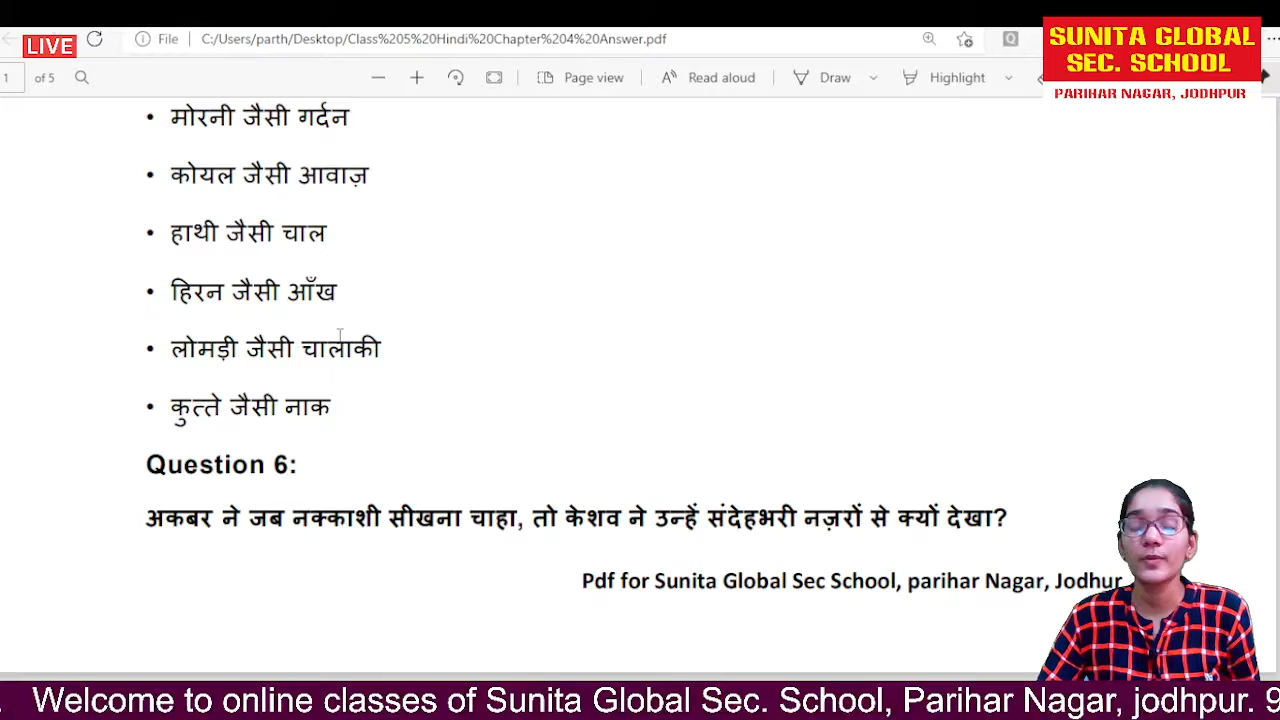 LIVE
File
C:/Users/parth/Desktop/Class%205%20Hindi%20Chapter%204%20Answer.pdf
SUNITA GLOBAL
SEC. SCHOOL
PARIHAR NAGAR, JODHPUR
1 of 5
Page view
Read aloud
Draw
Highlight
• मोरनी जैसी गर्दन
• कोयल जैसी आवाज़
• हाथी जैसी चाल
• हिरन जैसी आँख
• लोमड़ी जैसी चालाकी
• कुत्ते जैसी नाक
Question 6:
अकबर ने जब नक्काशी सीखना चाहा, तो केशव ने उन्हें संदेहभरी नज़रों से क्यों देखा?
Pdf for Sunita Global Sec School, parihar Nagar, Jodhur
. Welcome to online classes of Sunita Global Sec. School, Parihar Nagar, jodhpur. 9